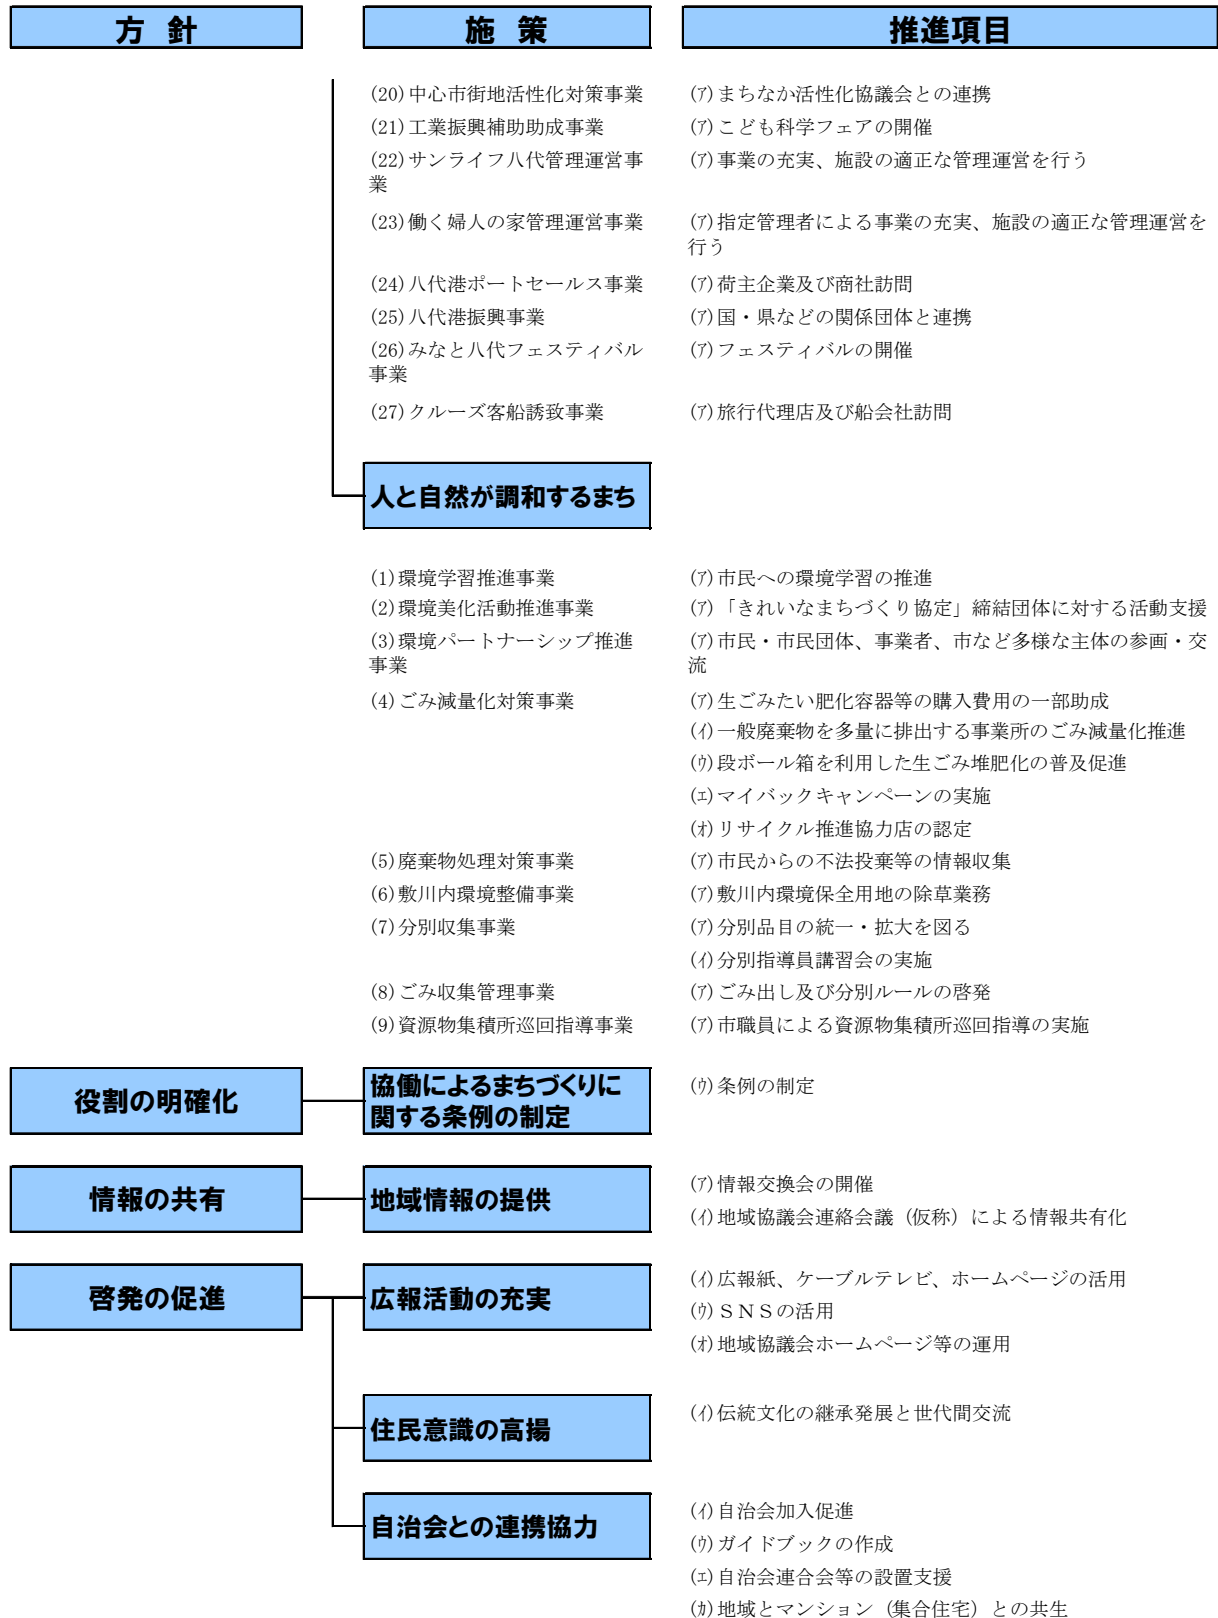 方 針
施 策
推進項目
(20)中心市街地活性化対策事業
(ｱ)まちなか活性化協議会との連携
(21)工業振興補助助成事業
(ｱ)こども科学フェアの開催
(22)サンライフ八代管理運営事
業
(ｱ)事業の充実、施設の適正な管理運営を行う
(23)働く婦人の家管理運営事業
(ｱ)指定管理者による事業の充実、施設の適正な管理運営を
行う
(24)八代港ポートセールス事業
(ｱ)荷主企業及び商社訪問
(25)八代港振興事業
(ｱ)国・県などの関係団体と連携
(26)みなと八代フェスティバル
事業
(ｱ)フェスティバルの開催
(27)クルーズ客船誘致事業
(ｱ)旅行代理店及び船会社訪問
人と自然が調和するまち
(1)環境学習推進事業
(ｱ)市民への環境学習の推進
(2)環境美化活動推進事業
(ｱ)「きれいなまちづくり協定」締結団体に対する活動支援
(3)環境パートナーシップ推進
事業
(ｱ)市民・市民団体、事業者、市など多様な主体の参画・交
流
(4)ごみ減量化対策事業
(ｱ)生ごみたい肥化容器等の購入費用の一部助成
(ｲ)一般廃棄物を多量に排出する事業所のごみ減量化推進
(ｳ)段ボール箱を利用した生ごみ堆肥化の普及促進
(ｴ)マイバックキャンペーンの実施
(ｵ)リサイクル推進協力店の認定
(5)廃棄物処理対策事業
(ｱ)市民からの不法投棄等の情報収集
(6)敷川内環境整備事業
(ｱ)敷川内環境保全用地の除草業務
(7)分別収集事業
(ｱ)分別品目の統一・拡大を図る
(ｲ)分別指導員講習会の実施
(8)ごみ収集管理事業
(ｱ)ごみ出し及び分別ルールの啓発
(9)資源物集積所巡回指導事業
(ｱ)市職員による資源物集積所巡回指導の実施
役割の明確化
協働によるまちづくりに
関する条例の制定
(ｳ)条例の制定
情報の共有
地域情報の提供
(ｱ)情報交換会の開催
(ｲ)地域協議会連絡会議（仮称）による情報共有化
啓発の促進
広報活動の充実
(ｲ)広報紙、ケーブルテレビ、ホームページの活用
(ｳ)ＳＮＳの活用
(ｵ)地域協議会ホームページ等の運用
住民意識の高揚
(ｲ)伝統文化の継承発展と世代間交流
自治会との連携協力
(ｲ)自治会加入促進
(ｳ)ガイドブックの作成
(ｴ)自治会連合会等の設置支援
(ｶ)地域とマンション（集合住宅）との共生